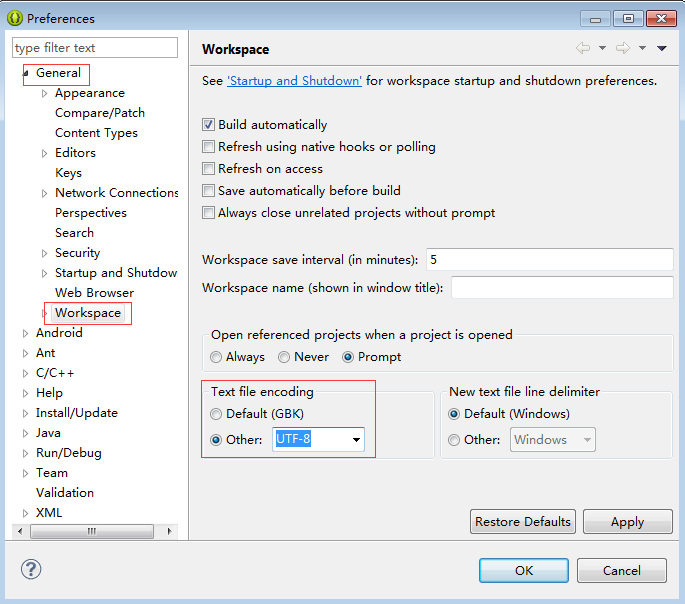 Preferences
type filter text
General
Appearance
Compare/Patch
Content Types
Editors
Keys
Network Connections
Perspectives
Search
Security
Startup and Shutdow
Web Browser
Workspace
Android
Ant
C/C++
Help
Install/Update
Java
Run/Debug
Team
Validation
XML
Workspace
See 'Startup and Shutdown' for workspace startup and shutdown preferences.
Build automatically
Refresh using native hooks or polling
Refresh on access
Save automatically before build
Always close unrelated projects without prompt
Workspace save interval (in minutes): 5
Workspace name (shown in window title):
Open referenced projects when a project is opened
Always Never Prompt
Text file encoding
Default (GBK)
Other: UTF-8
New text file line delimiter
Default (Windows)
Other: Windows
Restore Defaults Apply
? OK Cancel